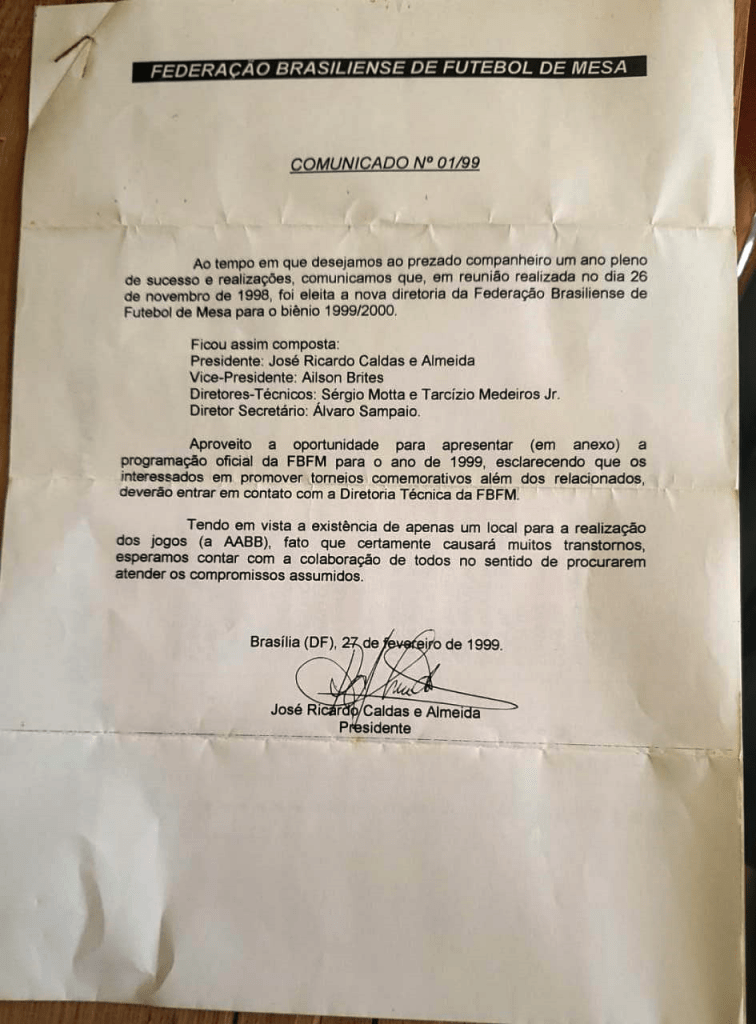 FEDERAÇÃO BRASILIENSE DE FUTEBOL DE MESA
COMUNICADO Nº 01/99
Ao tempo em que desejamos ao prezado companheiro um ano pleno
de sucesso e realizações, comunicamos que, em reunião realizada no dia 26
de novembro de 1998, foi eleita a nova diretoria da Federação Brasiliense de
Futebol de Mesa para o biênio 1999/2000.
Ficou assim composta:
Presidente: José Ricardo Caldas e Almeida
Vice-Presidente: Ailson Brites
Diretores-Técnicos: Sérgio Motta e Tarcízio Medeiros Jr.
Diretor Secretário: Álvaro Sampaio.
Aproveito a oportunidade para apresentar (em anexo) a
programação oficial da FBFM para o ano de 1999, esclarecendo que os
interessados em promover torneios comemorativos além dos relacionados,
deverão entrar em contato com a Diretoria Técnica da FBFM.
Tendo em vista a existência de apenas um local para a realização
dos jogos (a AABB), fato que certamente causará muitos transtornos,
esperamos contar com a colaboração de todos no sentido de procurarem
atender os compromissos assumidos.
Brasília (DF), 27 de fevereiro de 1999.
José Ricardo Caldas e Almeida
Presidente